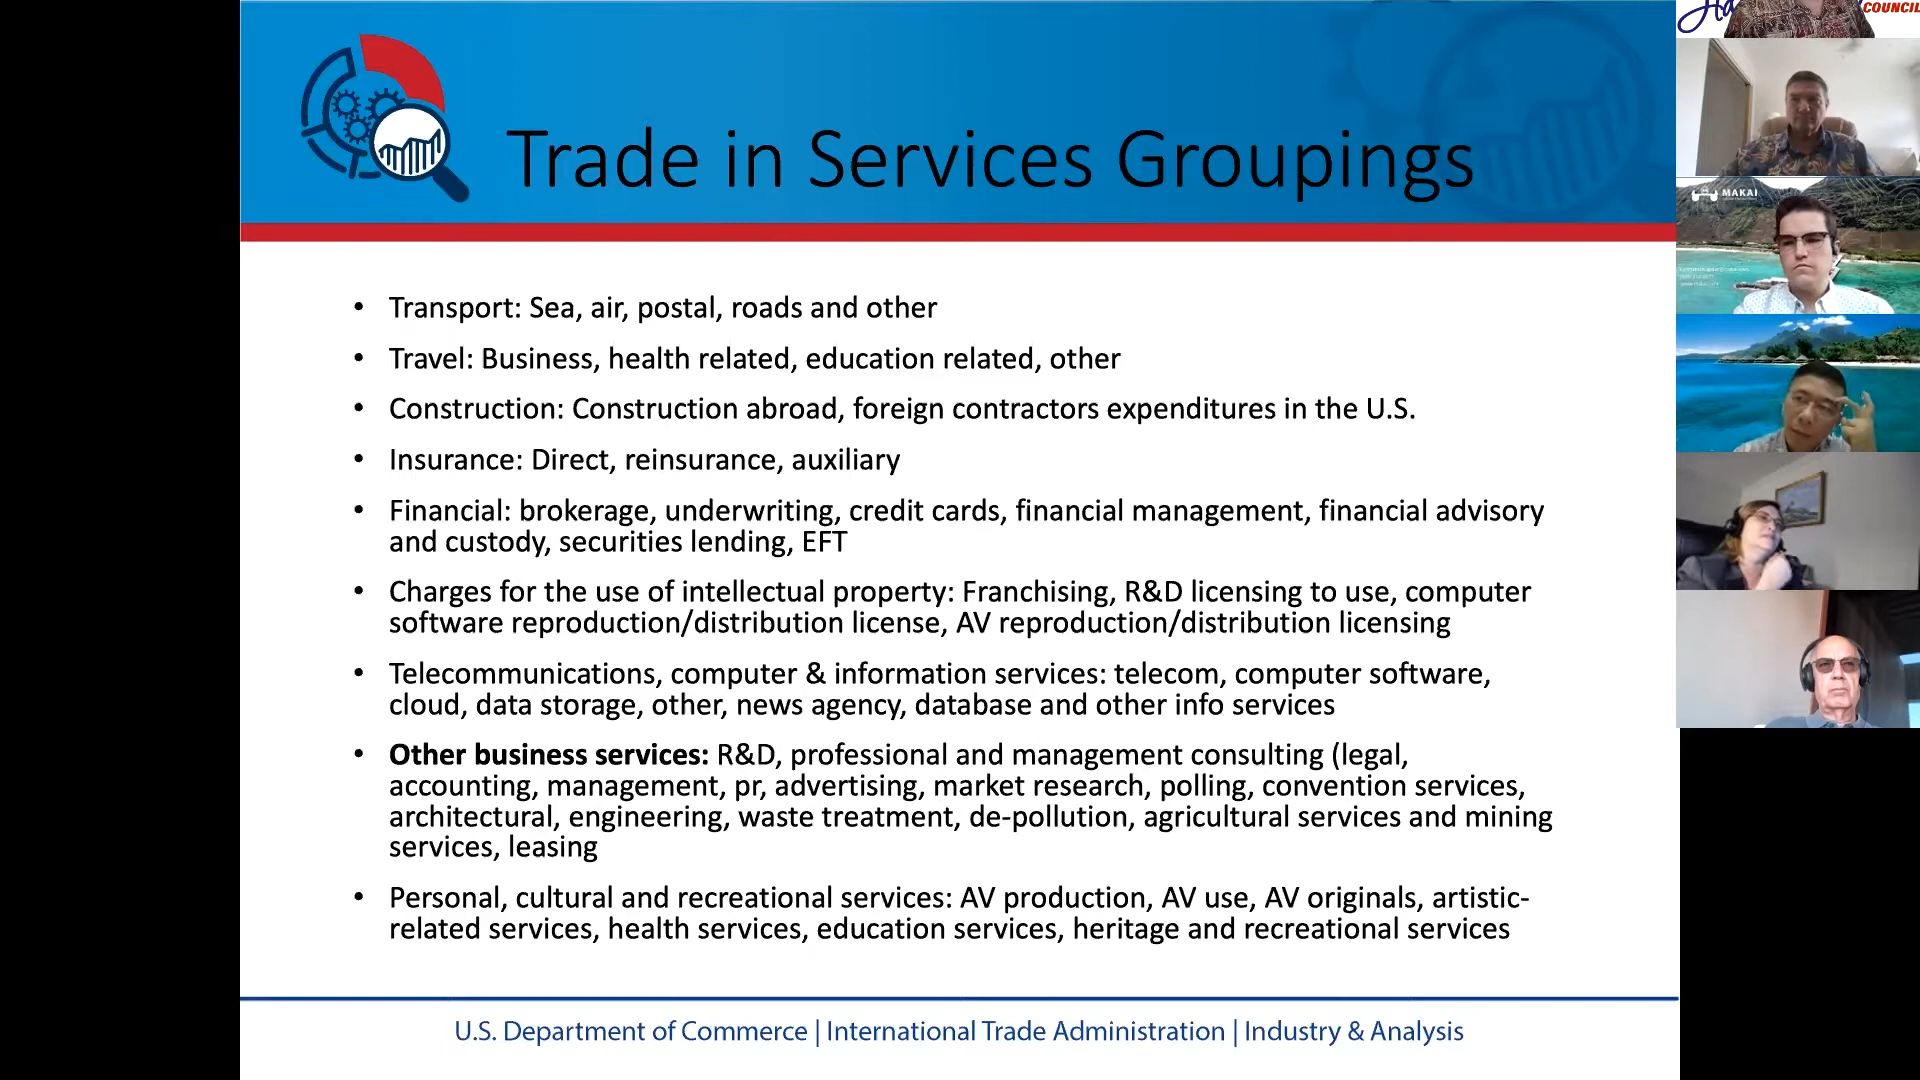 Trade in Services Groupings
• Transport: Sea, air, postal, roads and other
• Travel: Business, health related, education related, other
• Construction: Construction abroad, foreign contractors expenditures in the U.S.
• Insurance: Direct, reinsurance, auxiliary
• Financial: brokerage, underwriting, credit cards, financial management, financial advisory
and custody, securities lending, EFT
• Charges for the use of intellectual property: Franchising, R&D licensing to use, computer
software reproduction/distribution license, AV reproduction/distribution licensing
• Telecommunications, computer & information services: telecom, computer software,
cloud, data storage, other, news agency, database and other info services
• Other business services: R&D, professional and management consulting (legal,
accounting, management, pr, advertising, market research, polling, convention services,
architectural, engineering, waste treatment, de-pollution, agricultural services and mining
services, leasing
• Personal, cultural and recreational services: AV production, AV use, AV originals, artistic-
related services, health services, education services, heritage and recreational services
U.S. Department of Commerce | International Trade Administration | Industry & Analysis
COUNCIL
MAKAI